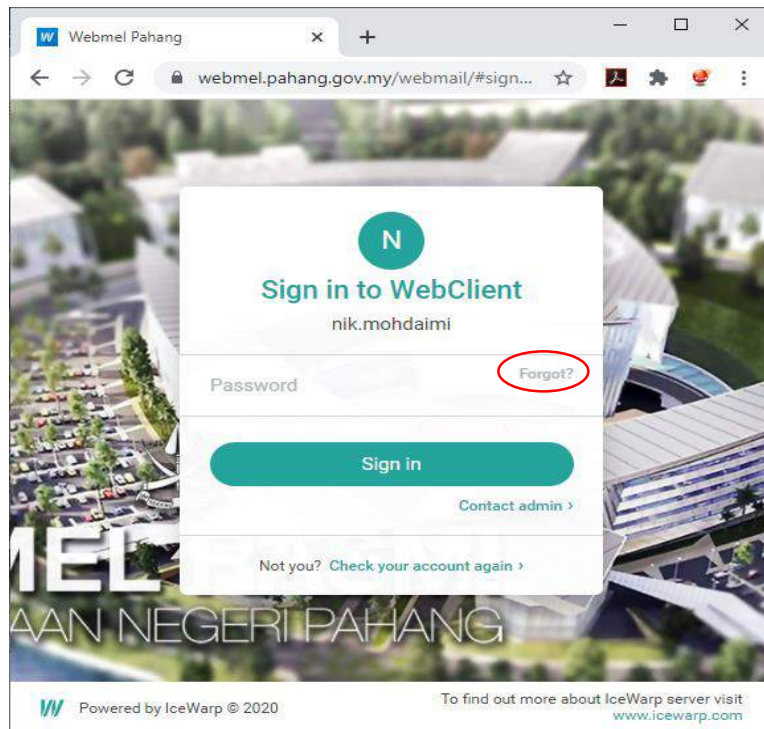 Webmel Pahang
webmel.pahang.gov.my/webmail/#sign...
N
Sign in to WebClient
nik.mohdaimi
Password
Forgot?
Sign in
Contact admin ›
Not you? Check your account again ›
MEL
AAN NEGERI PAHANG
Powered by IceWarp © 2020
To find out more about IceWarp server visit
www.icewarp.com